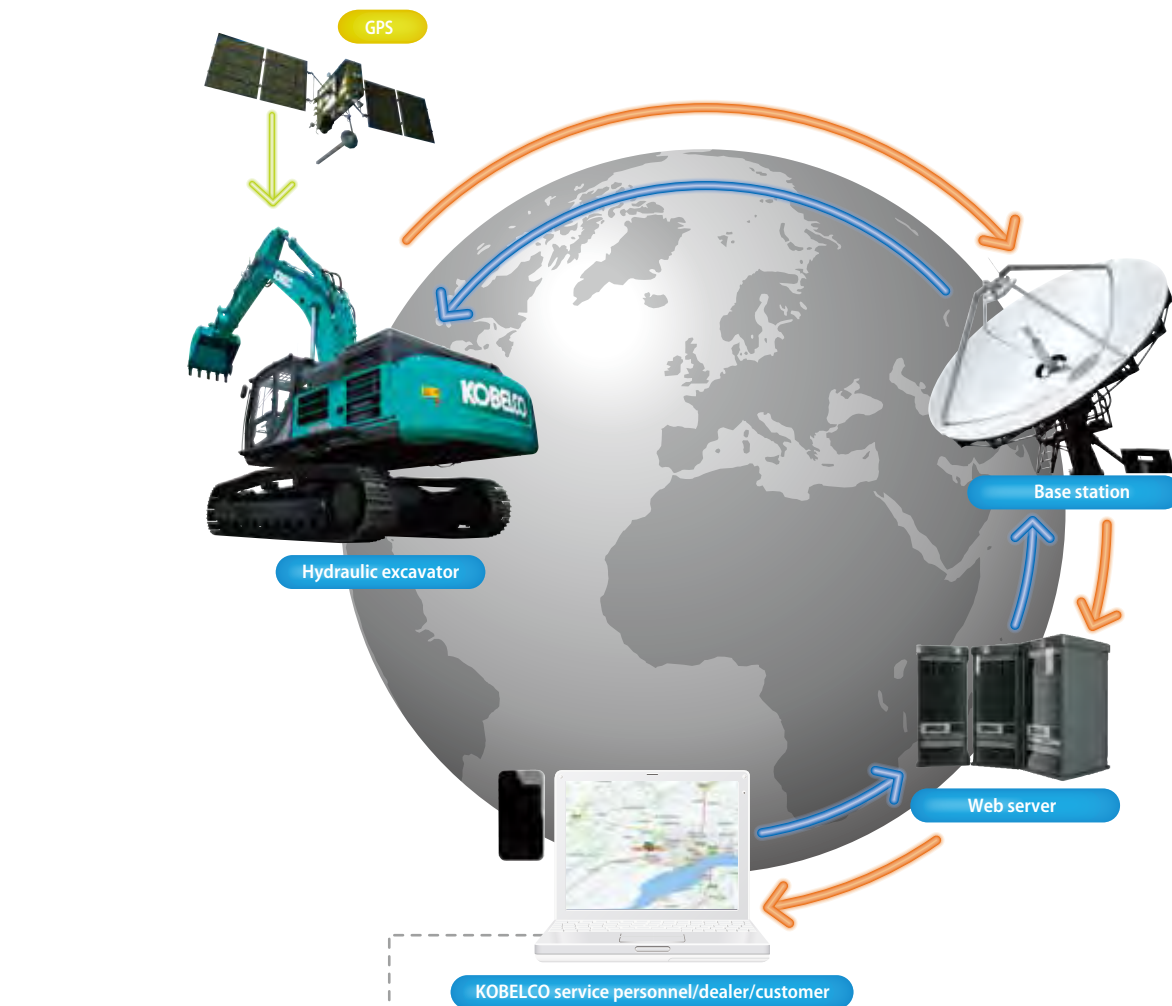 GPS
KOBELCO
Base station
Hydraulic excavator
Web server
KOBELCO service personnel/dealer/customer